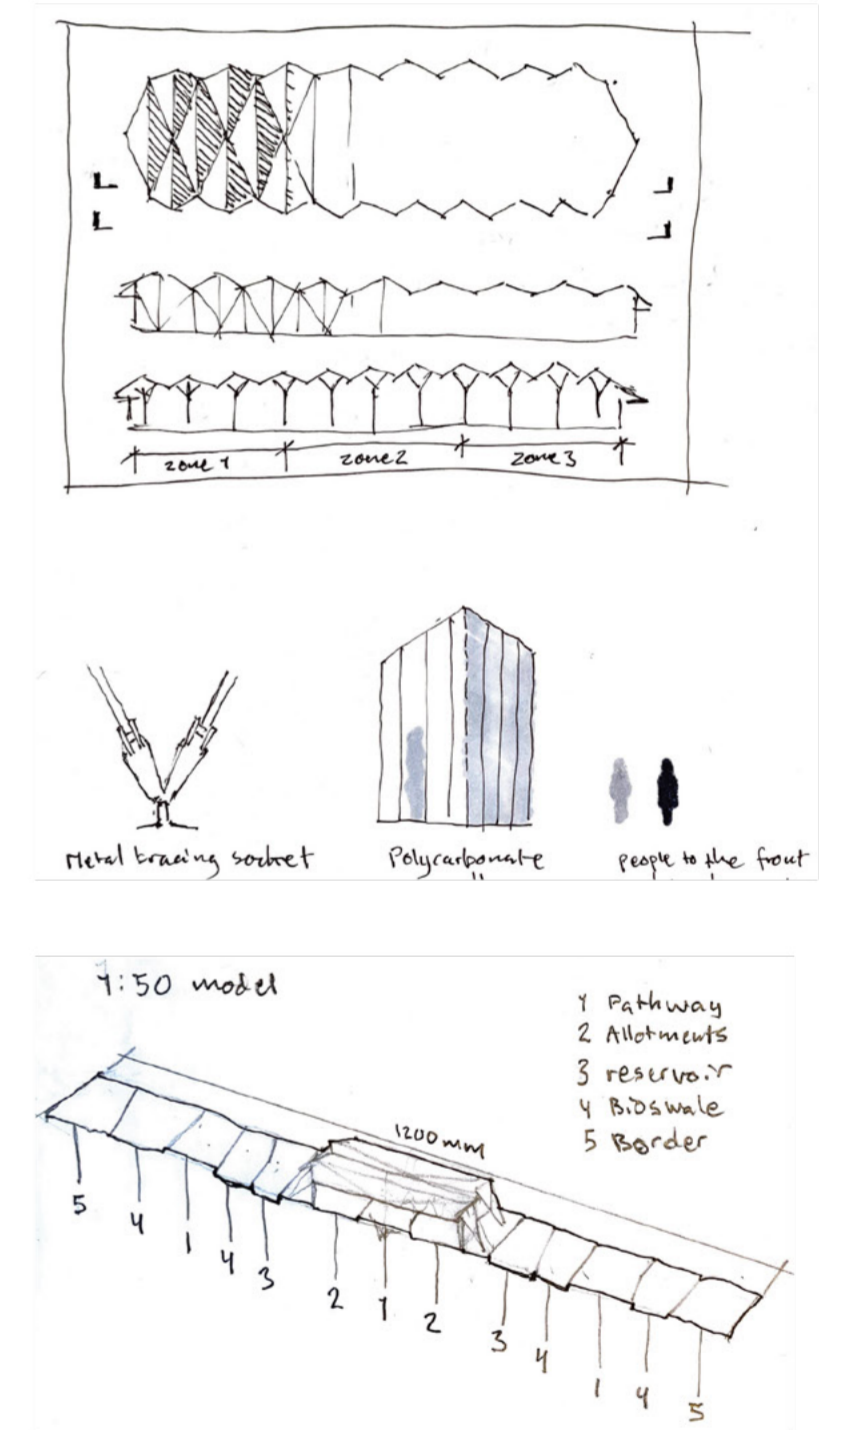 zone 1
zone 2
zone 3
Metal bracing socket
Polycarbonate
people to the front
1:50 model
1 Pathway
2 Allotments
3 reservoir
4 Bioswale
5 Border
1200mm
5
4
1
4
3
2
1
2
3
4
1
4
5